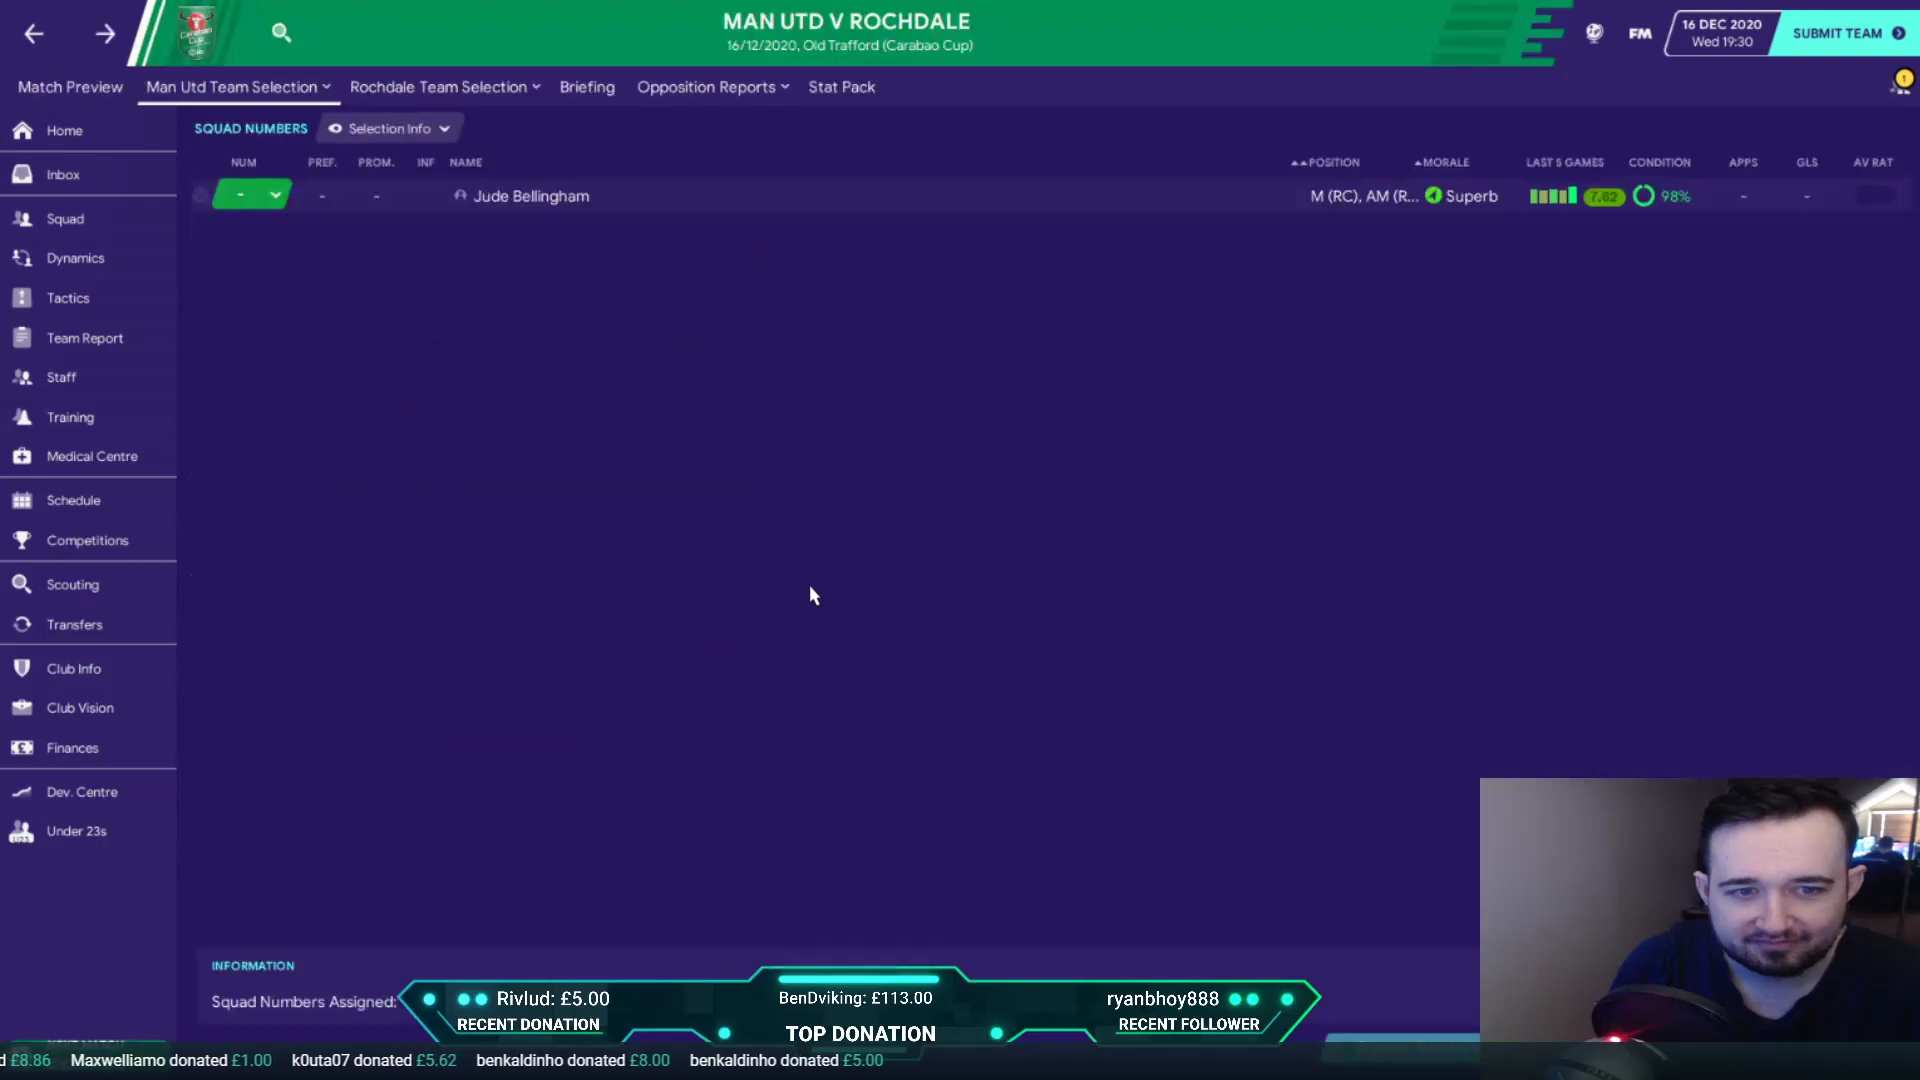 MAN UTD V ROCHDALE
16/12/2020, Old Trafford (Carabao Cup)
FM
16 DEC 2020
Wed 19:30
SUBMIT TEAM
Match Preview
Man Utd Team Selection
Rochdale Team Selection
Briefing
Opposition Reports
Stat Pack
1
Home
Inbox
Squad
Dynamics
Tactics
Team Report
Staff
Training
Medical Centre
Schedule
Competitions
Scouting
Transfers
Club Info
Club Vision
Finances
Dev. Centre
Under 23s
SQUAD NUMBERS
Selection Info
NUM PREF. PROM. INF NAME POSITION MORALE LAST 5 GAMES CONDITION APPS GLS AV RAT
- - - Jude Bellingham M (RC), AM (R... Superb 7.62 98% - -
INFORMATION
Squad Numbers Assigned:
Rivlud: £5.00
RECENT DONATION
BenDviking: £113.00
TOP DONATION
ryanbhoy888
RECENT FOLLOWER
d £8.86 Maxwelliamo donated £1.00 k0uta07 donated £5.62 benkaldinho donated £8.00 benkaldinho donated £5.00